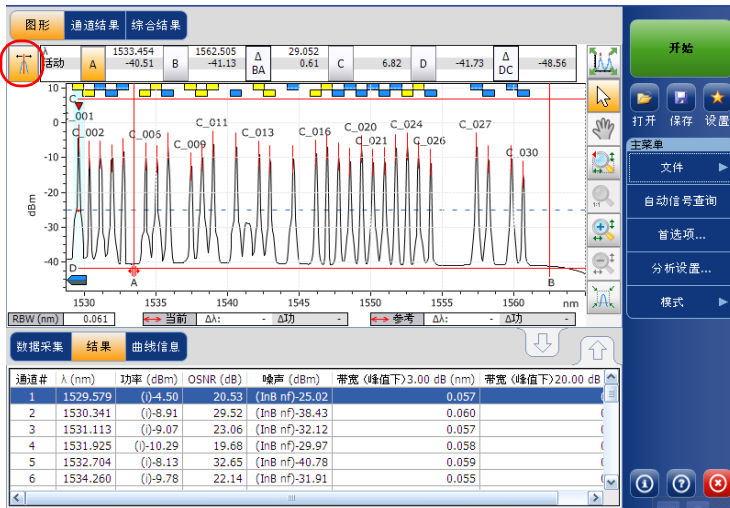 图形 通道结果 综合结果
λ 1533.454 1562.505 Δ 29.052 Δ
活动 A -40.51 B -41.13 BA 0.61 C 6.82 D -41.73 DC -48.56
10
0
-10
-20
-30
-40
dBm
C
_001
C_002
C_006
C_009
C_011
C_013
C_016
C_020
C_021
C_024
C_026
C_027
C_030
D
A
B
1530 1535 1540 1545 1550 1555 1560 nm
RBW (nm) 0.061 当前 Δλ: - Δ功 - 参考 Δλ: - Δ功 -
数据采集 结果 曲线信息
通道# λ (nm) 功率 (dBm) OSNR (dB) 噪声 (dBm) 带宽 (峰值下)3.00 dB (nm) 带宽 (峰值下)20.00 dB
1 1529.579 (i)-4.50 20.53 (InB nf)-25.02 0.057
2 1530.341 (i)-8.91 29.52 (InB nf)-38.43 0.060
3 1531.113 (i)-9.07 23.06 (InB nf)-32.12 0.057
4 1531.925 (i)-10.29 19.68 (InB nf)-29.97 0.058
5 1532.704 (i)-8.13 32.65 (InB nf)-40.78 0.059
6 1534.260 (i)-9.78 22.14 (InB nf)-31.91 0.055
1:1
开始
打开 保存 设置
主菜单
文件
自动信号查询
首选项...
分析设置...
模式